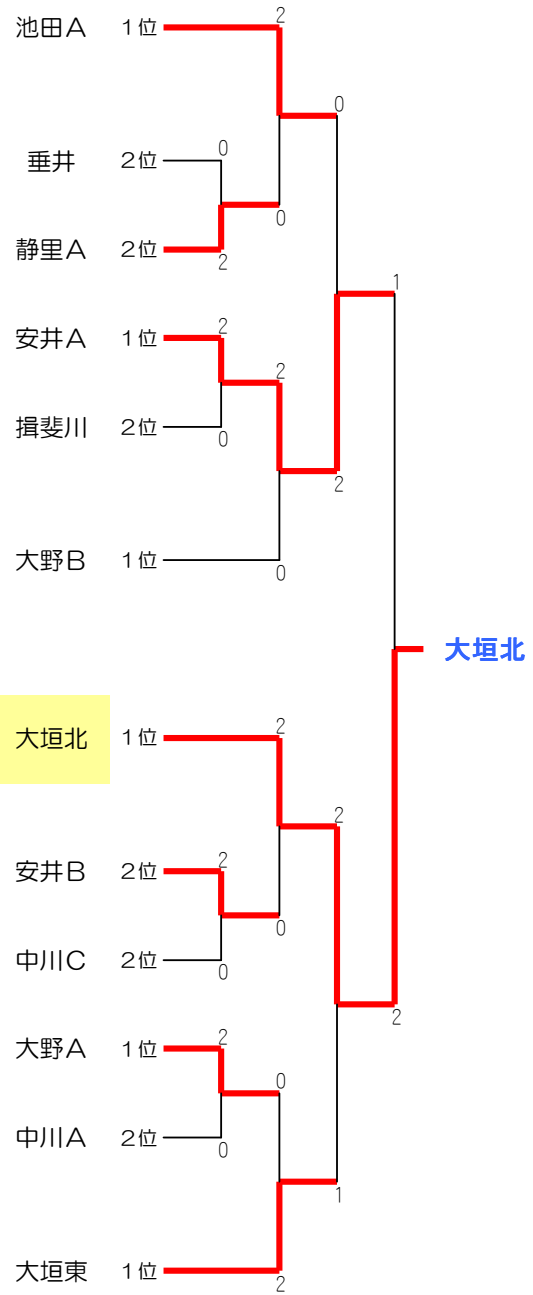 池田A 1位 2
0
垂井 2位 0
静里A 2位 2 0
1
安井A 1位 2 2
揖斐川 2位 0 2
大野B 1位 0
大垣北
大垣北 1位 2
2
安井B 2位 2 0
中川C 2位 0
2
大野A 1位 2 0
中川A 2位 0
1
大垣東 1位 2